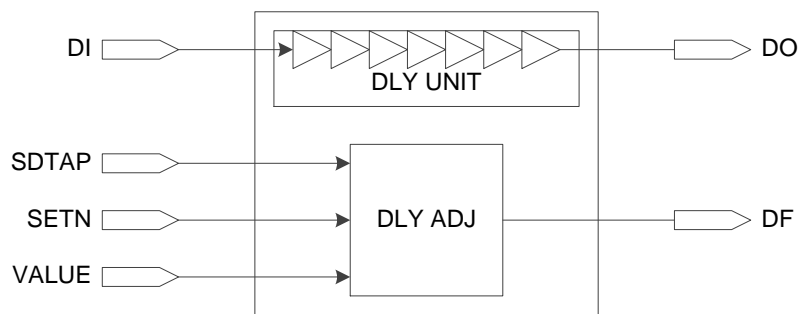 DI
DO
DLY UNIT
SDTAP
SETN
DLY ADJ
DF
VALUE